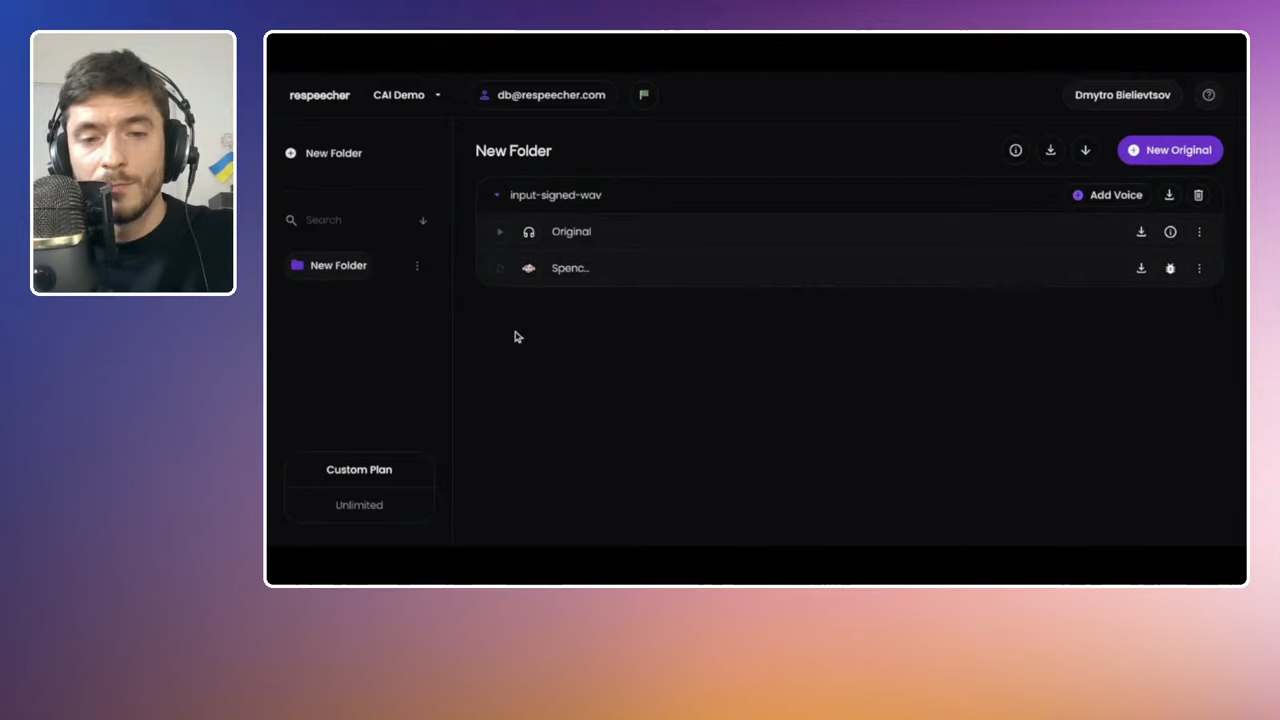 respeecher CAI Demo db@respeecher.com Dmytro Bielievtsov
New Folder
Search
New Folder
Custom Plan
Unlimited
New Folder New Original
input-signed-wav Add Voice
Original
Spenc...